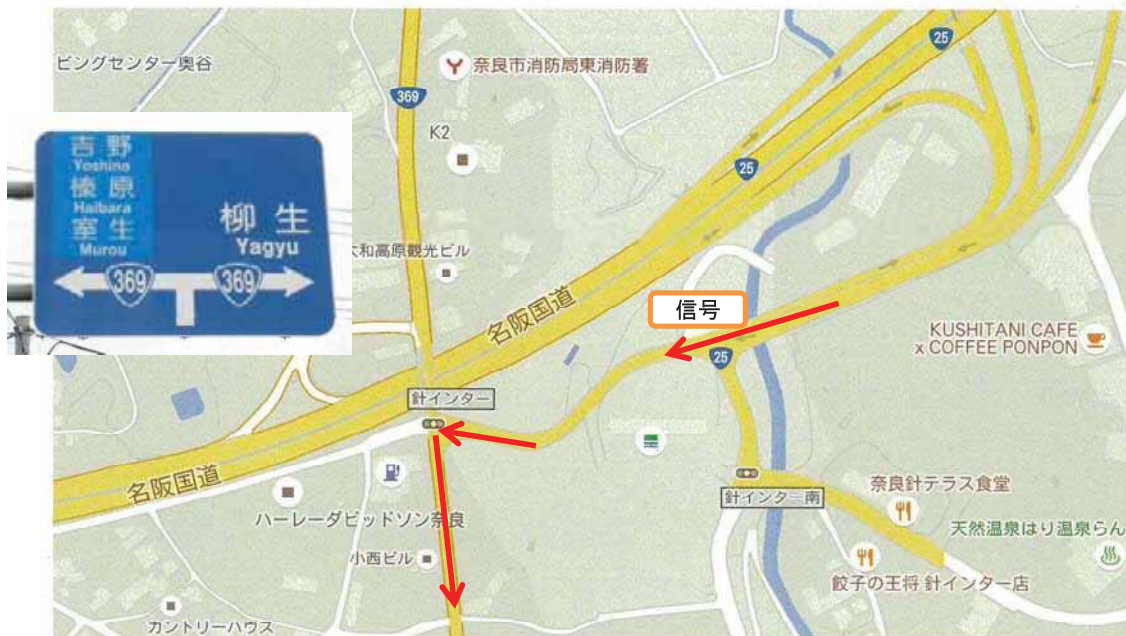 ピングセンター奥谷
奈良市消防局東消防署
25
369
K2
25
吉野
Yoshino
榛原
Haibara
室生
Murou
柳生
Yagyu
369
369
大和高原観光ビル
名阪国道
信号
KUSHITANI CAFE
x COFFEE PONPON
25
針インター
名阪国道
針インター南
奈良針テラス食堂
ハーレーダビッドソン奈良
天然温泉はり温泉らん
小西ビル
餃子の王将 針インター店
カントリーハウス